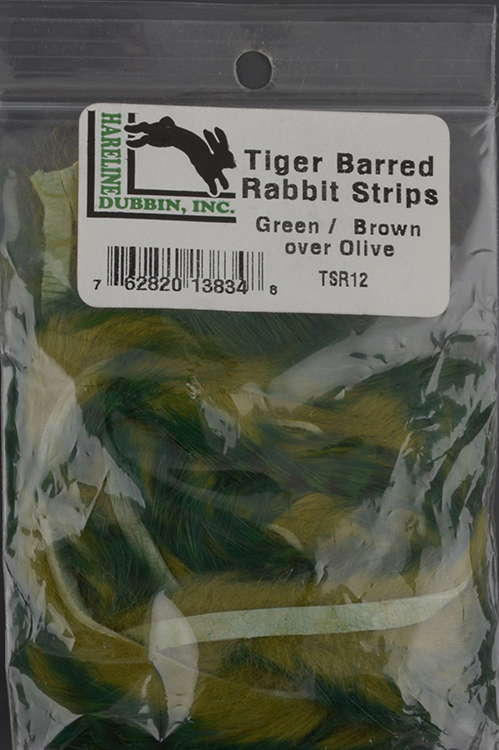 HARELINE
DUBBIN, INC.
Tiger Barred
Rabbit Strips
Green / Brown
over Olive
TSR12
7 62820 13834 8